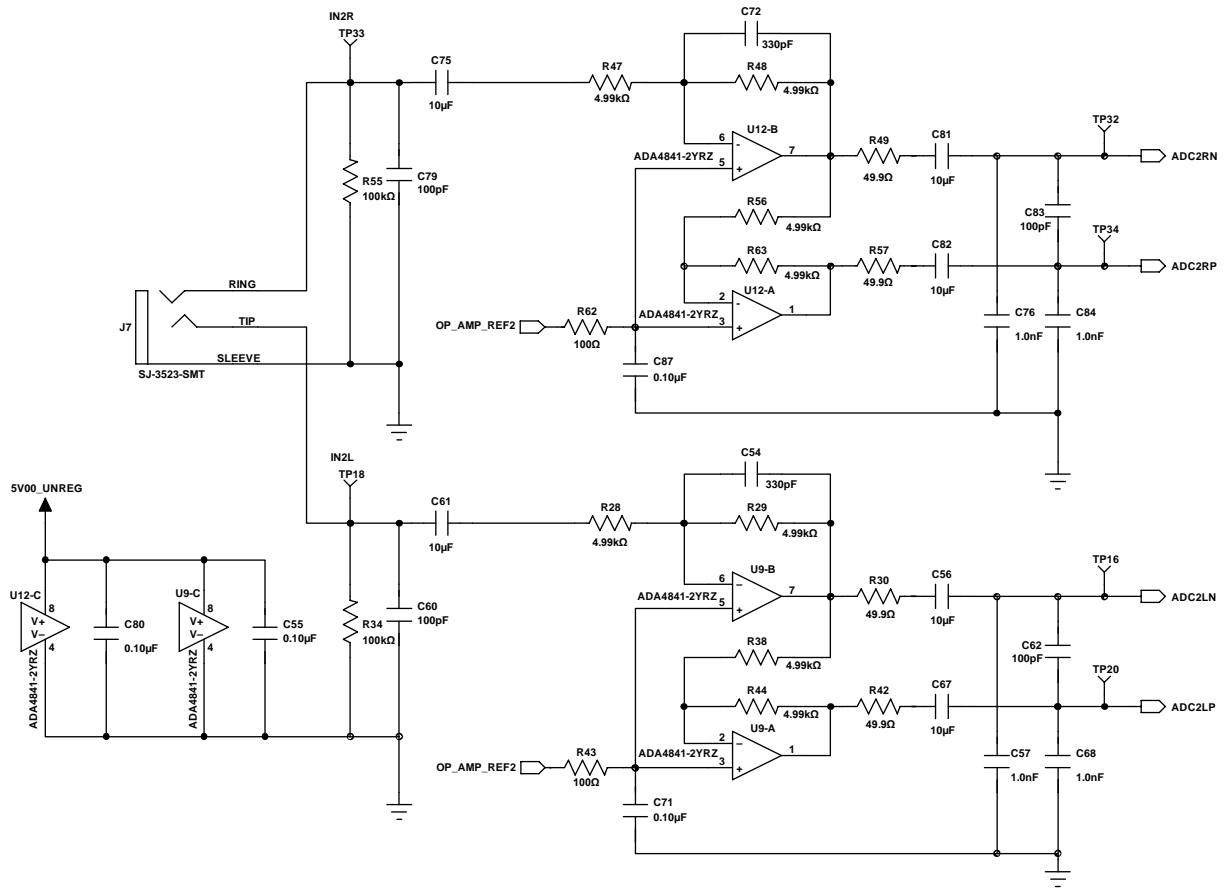 IN2R
TP33
C72
330pF
C75
10µF
R47
4.99kΩ
R48
4.99kΩ
U12-B
6
-
7
ADA4841-2YRZ
5
+
R49
49.9Ω
C81
10µF
TP32
ADC2RN
R55
100kΩ
C79
100pF
R56
4.99kΩ
C83
100pF
TP34
R63
4.99kΩ
R57
49.9Ω
C82
10µF
ADC2RP
RING
J7
TIP
SLEEVE
SJ-3523-SMT
U12-A
2
-
1
OP_AMP_REF2
R62
100Ω
ADA4841-2YRZ
3
+
C76
1.0nF
C84
1.0nF
C87
0.10µF
IN2L
TP18
C54
330pF
5V00_UNREG
C61
10µF
R28
4.99kΩ
R29
4.99kΩ
U12-C
8
V+
V−
4
ADA4841-2YRZ
C80
0.10µF
U9-C
8
V+
V−
4
ADA4841-2YRZ
C55
0.10µF
R34
100kΩ
C60
100pF
U9-B
6
−
7
ADA4841-2YRZ
5
+
R30
49.9Ω
C56
10µF
TP16
ADC2LN
R38
4.99kΩ
C62
100pF
TP20
R44
4.99kΩ
R42
49.9Ω
C67
10µF
ADC2LP
U9-A
2
−
1
OP_AMP_REF2
R43
100Ω
ADA4841-2YRZ
3
+
C57
1.0nF
C68
1.0nF
C71
0.10µF